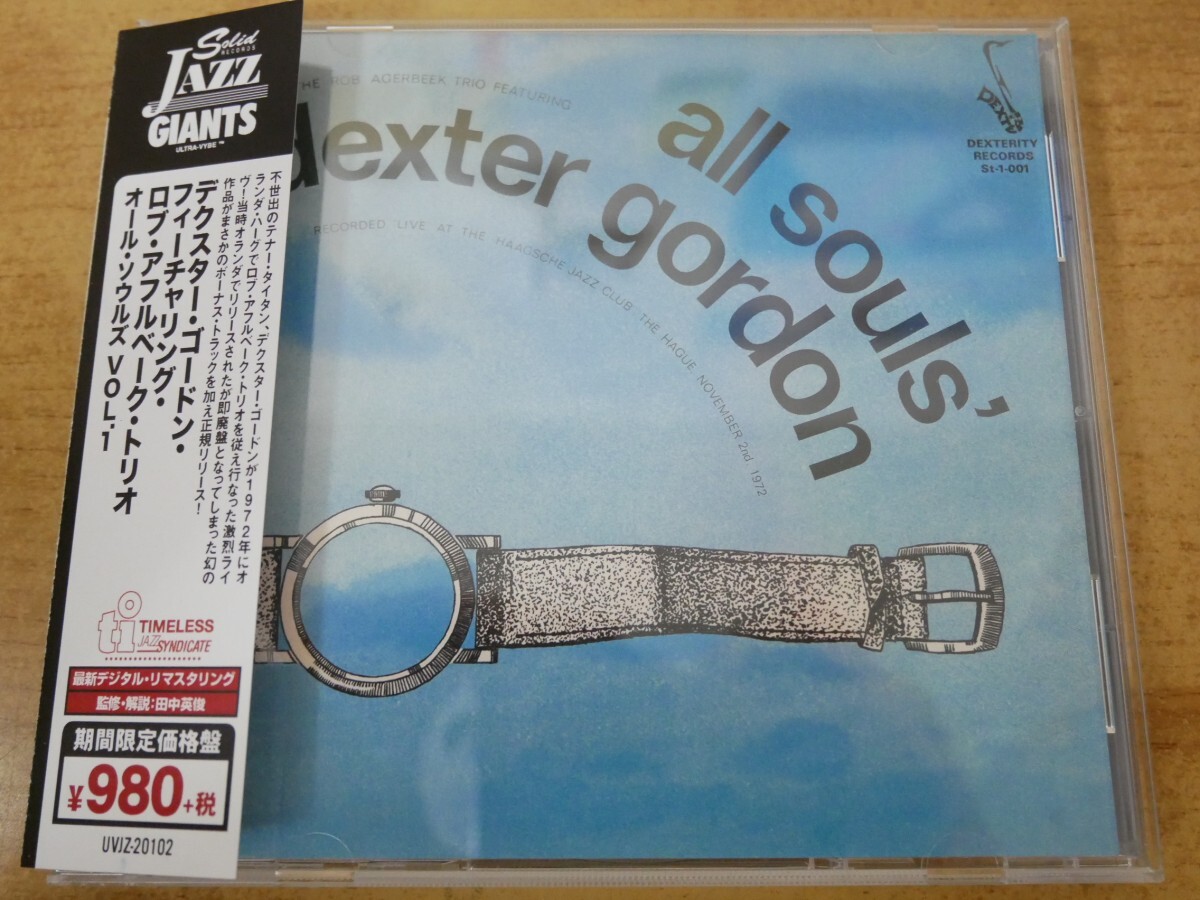 Solid
RECORDS
JAZZ
GIANTS
ULTRA-VYBE™
不世出のテナー・タイタン、デクスター・ゴードンが1972年にオ
ランダ・ハーグでロブ・アフルベーク・トリオを従え行なった激烈ライ
ヴ!当時オランダでリリースされたが即廃盤となってしまった幻の
作品がまさかのボーナス・トラックを加え正規リリース!
デクスター・ゴードン・
フィーチャリング・
ロブ・アフルベーク・トリオ
オール・ソウルズ VOL.1
ti
TIMELESS
JAZZ
SYNDICATE
最新デジタル・リマスタリング
監修・解説:田中英俊
期間限定価格盤
¥980+税
UVJZ-20102
THE ROB AGERBEEK TRIO FEATURING
dexter gordon
all souls'
RECORDED LIVE AT THE HAAGSCHE JAZZ CLUB THE HAGUE NOVEMBER 2nd 1972
DEXTERITY
RECORDS
St-1-001